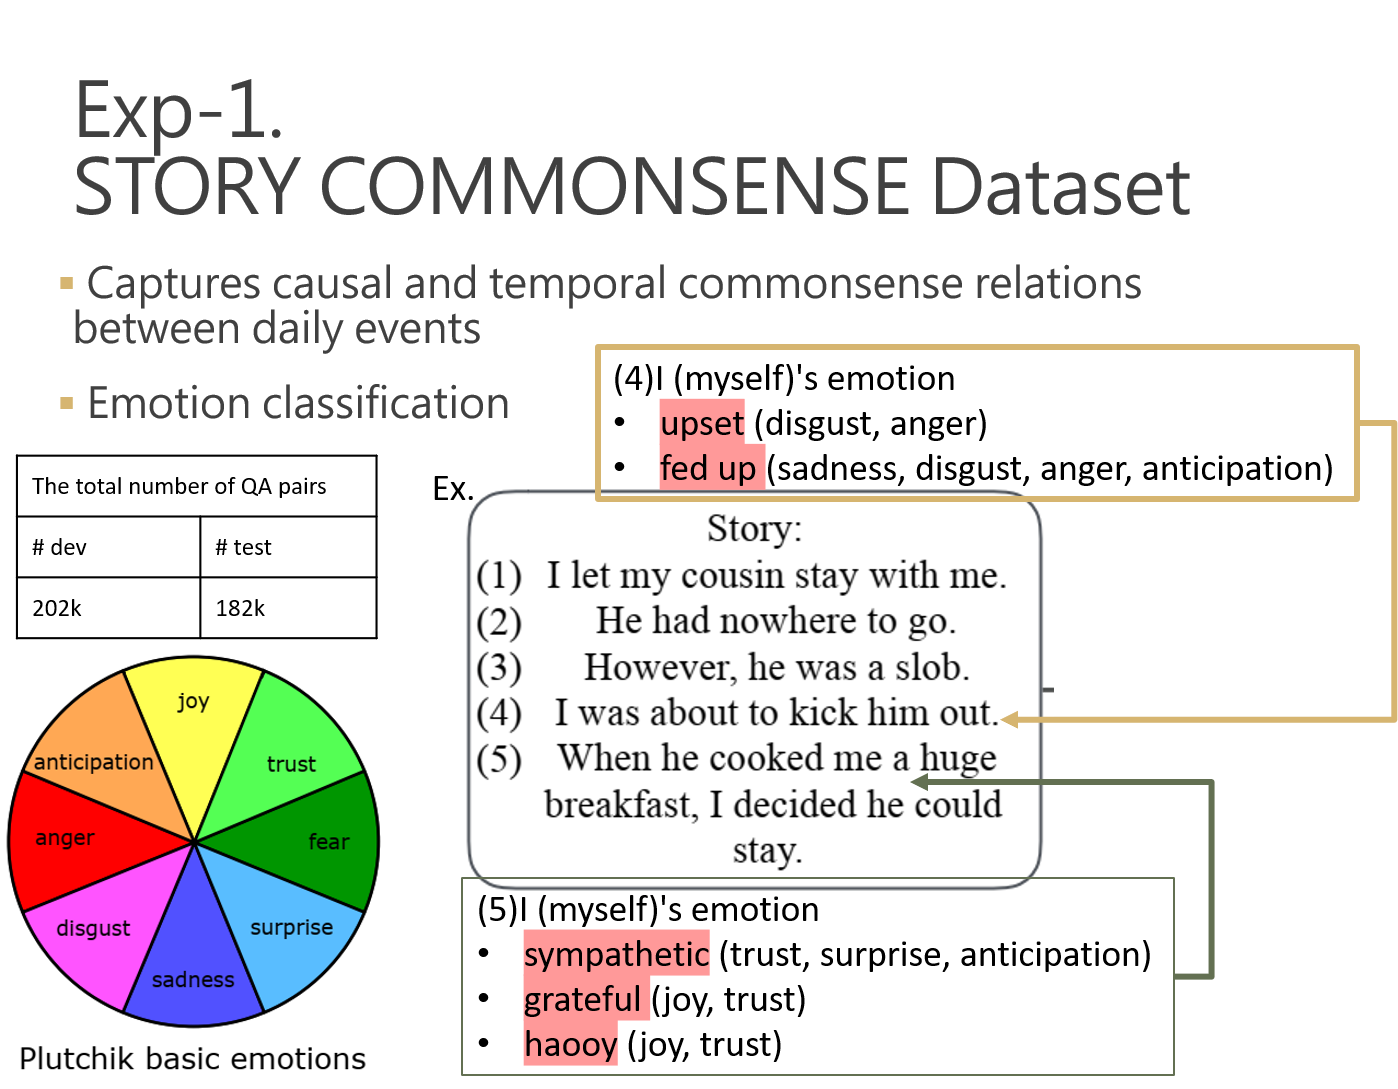 Exp-1.
STORY COMMONSENSE Dataset
▪ Captures causal and temporal commonsense relations
between daily events
▪ Emotion classification
(4)I (myself)'s emotion
• upset (disgust, anger)
• fed up (sadness, disgust, anger, anticipation)
The total number of QA pairs
# dev # test
202k 182k
Ex.
Story:
(1) I let my cousin stay with me.
(2) He had nowhere to go.
(3) However, he was a slob.
(4) I was about to kick him out.
(5) When he cooked me a huge
breakfast, I decided he could
stay.
(5)I (myself)'s emotion
• sympathetic (trust, surprise, anticipation)
• grateful (joy, trust)
• haooy (joy, trust)
joy
trust
fear
surprise
sadness
disgust
anger
anticipation
Plutchik basic emotions